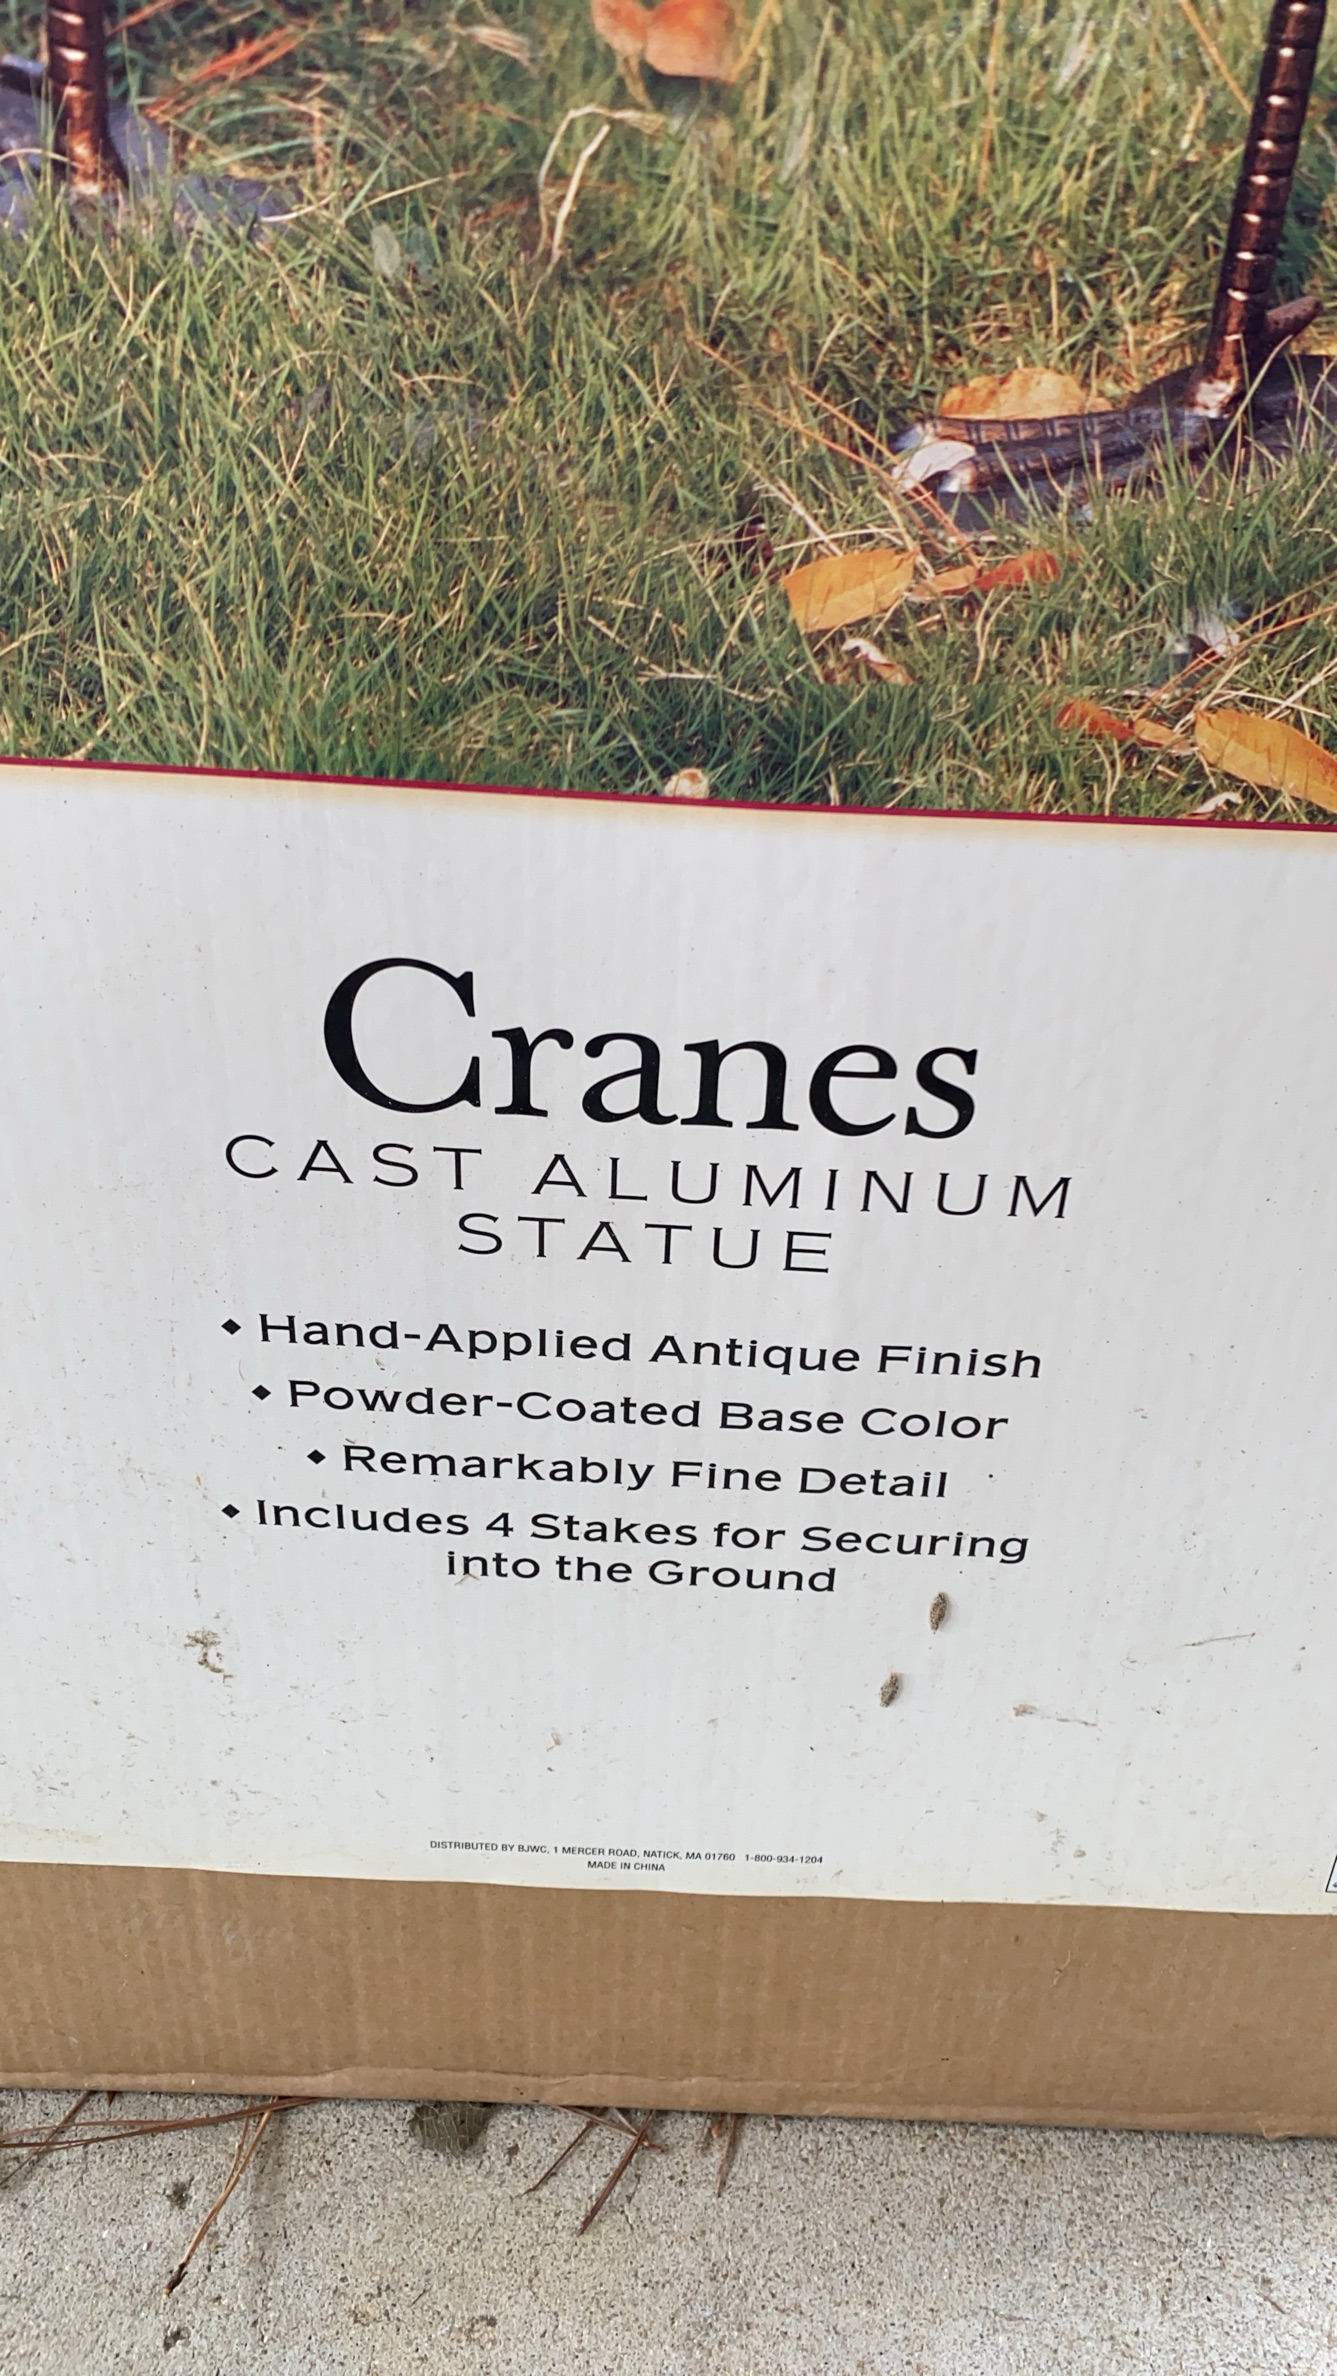 Cranes
CAST ALUMINUM
STATUE
◆ Hand-Applied Antique Finish
◆ Powder-Coated Base Color
◆ Remarkably Fine Detail
◆ Includes 4 Stakes for Securing
into the Ground
DISTRIBUTED BY BJWC, 1 MERCER ROAD, NATICK, MA 01760 1-800-934-1204
MADE IN CHINA